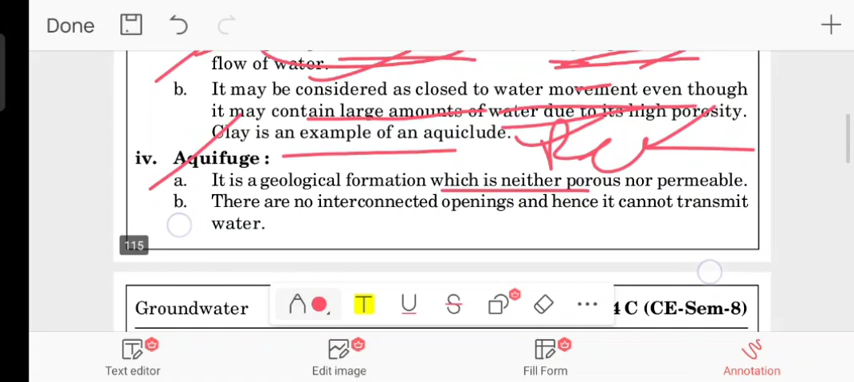 Done
flow of water.
b. It may be considered as closed to water movement even though
it may contain large amounts of water due to its high porosity.
Clay is an example of an aquiclude.
iv. Aquifuge :
a. It is a geological formation which is neither porous nor permeable.
b. There are no interconnected openings and hence it cannot transmit
water.
115
Groundwater
4 C (CE-Sem-8)
T U S
Text editor
Edit image
Fill Form
Annotation